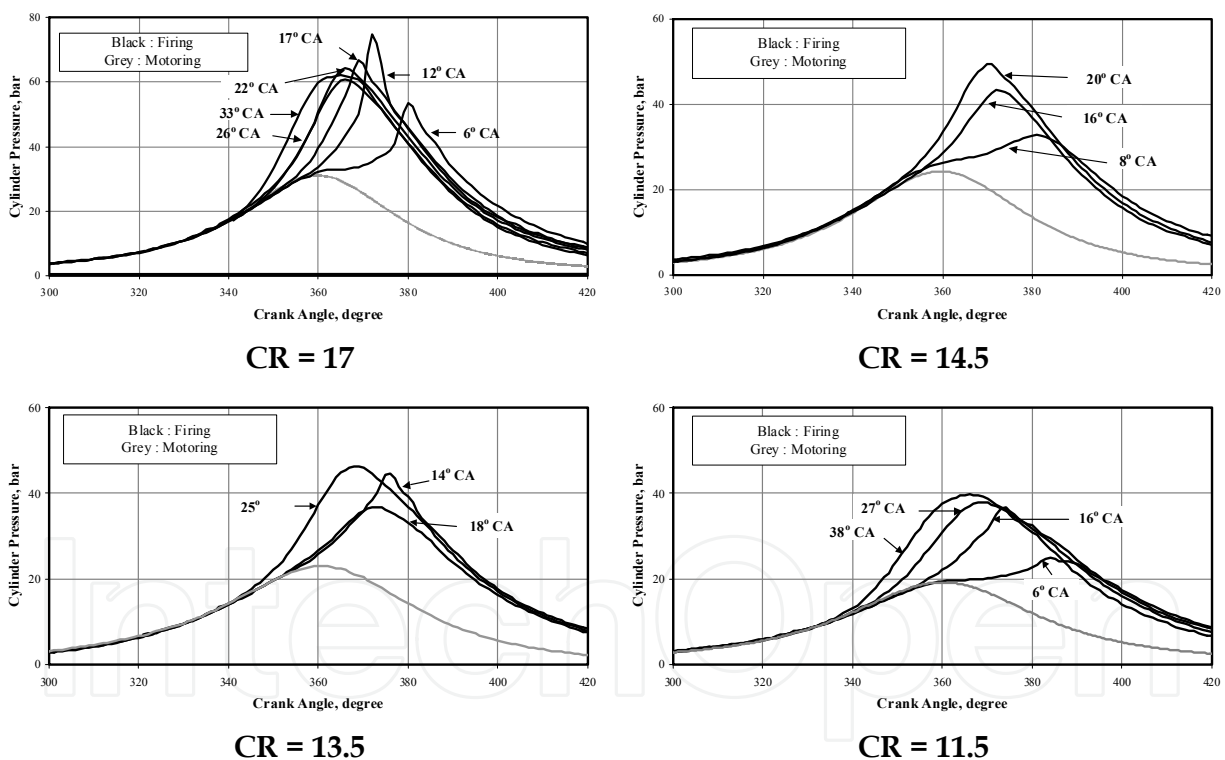 80
60
40
20
0
300
320
340
360
380
400
420
Cylinder Pressure, bar
Crank Angle, degree
Black : Firing
Grey : Motoring
17° CA
22° CA
33° CA
26° CA
12° CA
6° CA
CR = 17
60
40
20
0
300
320
340
360
380
400
420
Cylinder Pressure, bar
Crank Angle, degree
Black : Firing
Grey : Motoring
20° CA
16° CA
8° CA
CR = 14.5
60
40
20
0
300
320
340
360
380
400
420
Cylinder Pressure, bar
Crank Angle, degree
Black : Firing
Grey : Motoring
25°
14° CA
18° CA
CR = 13.5
60
40
20
0
300
320
340
360
380
400
420
Cylinder Pressure, bar
Crank Angle, degree
Black : Firing
Grey : Motoring
27° CA
38° CA
16° CA
6° CA
CR = 11.5
IntechOpen